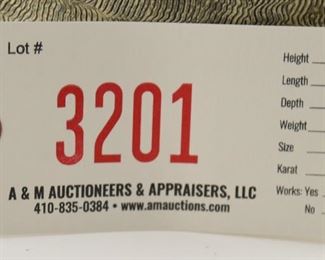 Lot #
3201
A & M AUCTIONEERS & APPRAISERS, LLC
410-835-0384 • www.amauctions.com
Height
Length
Depth
Weight
Size
Karat
Works: Yes
No